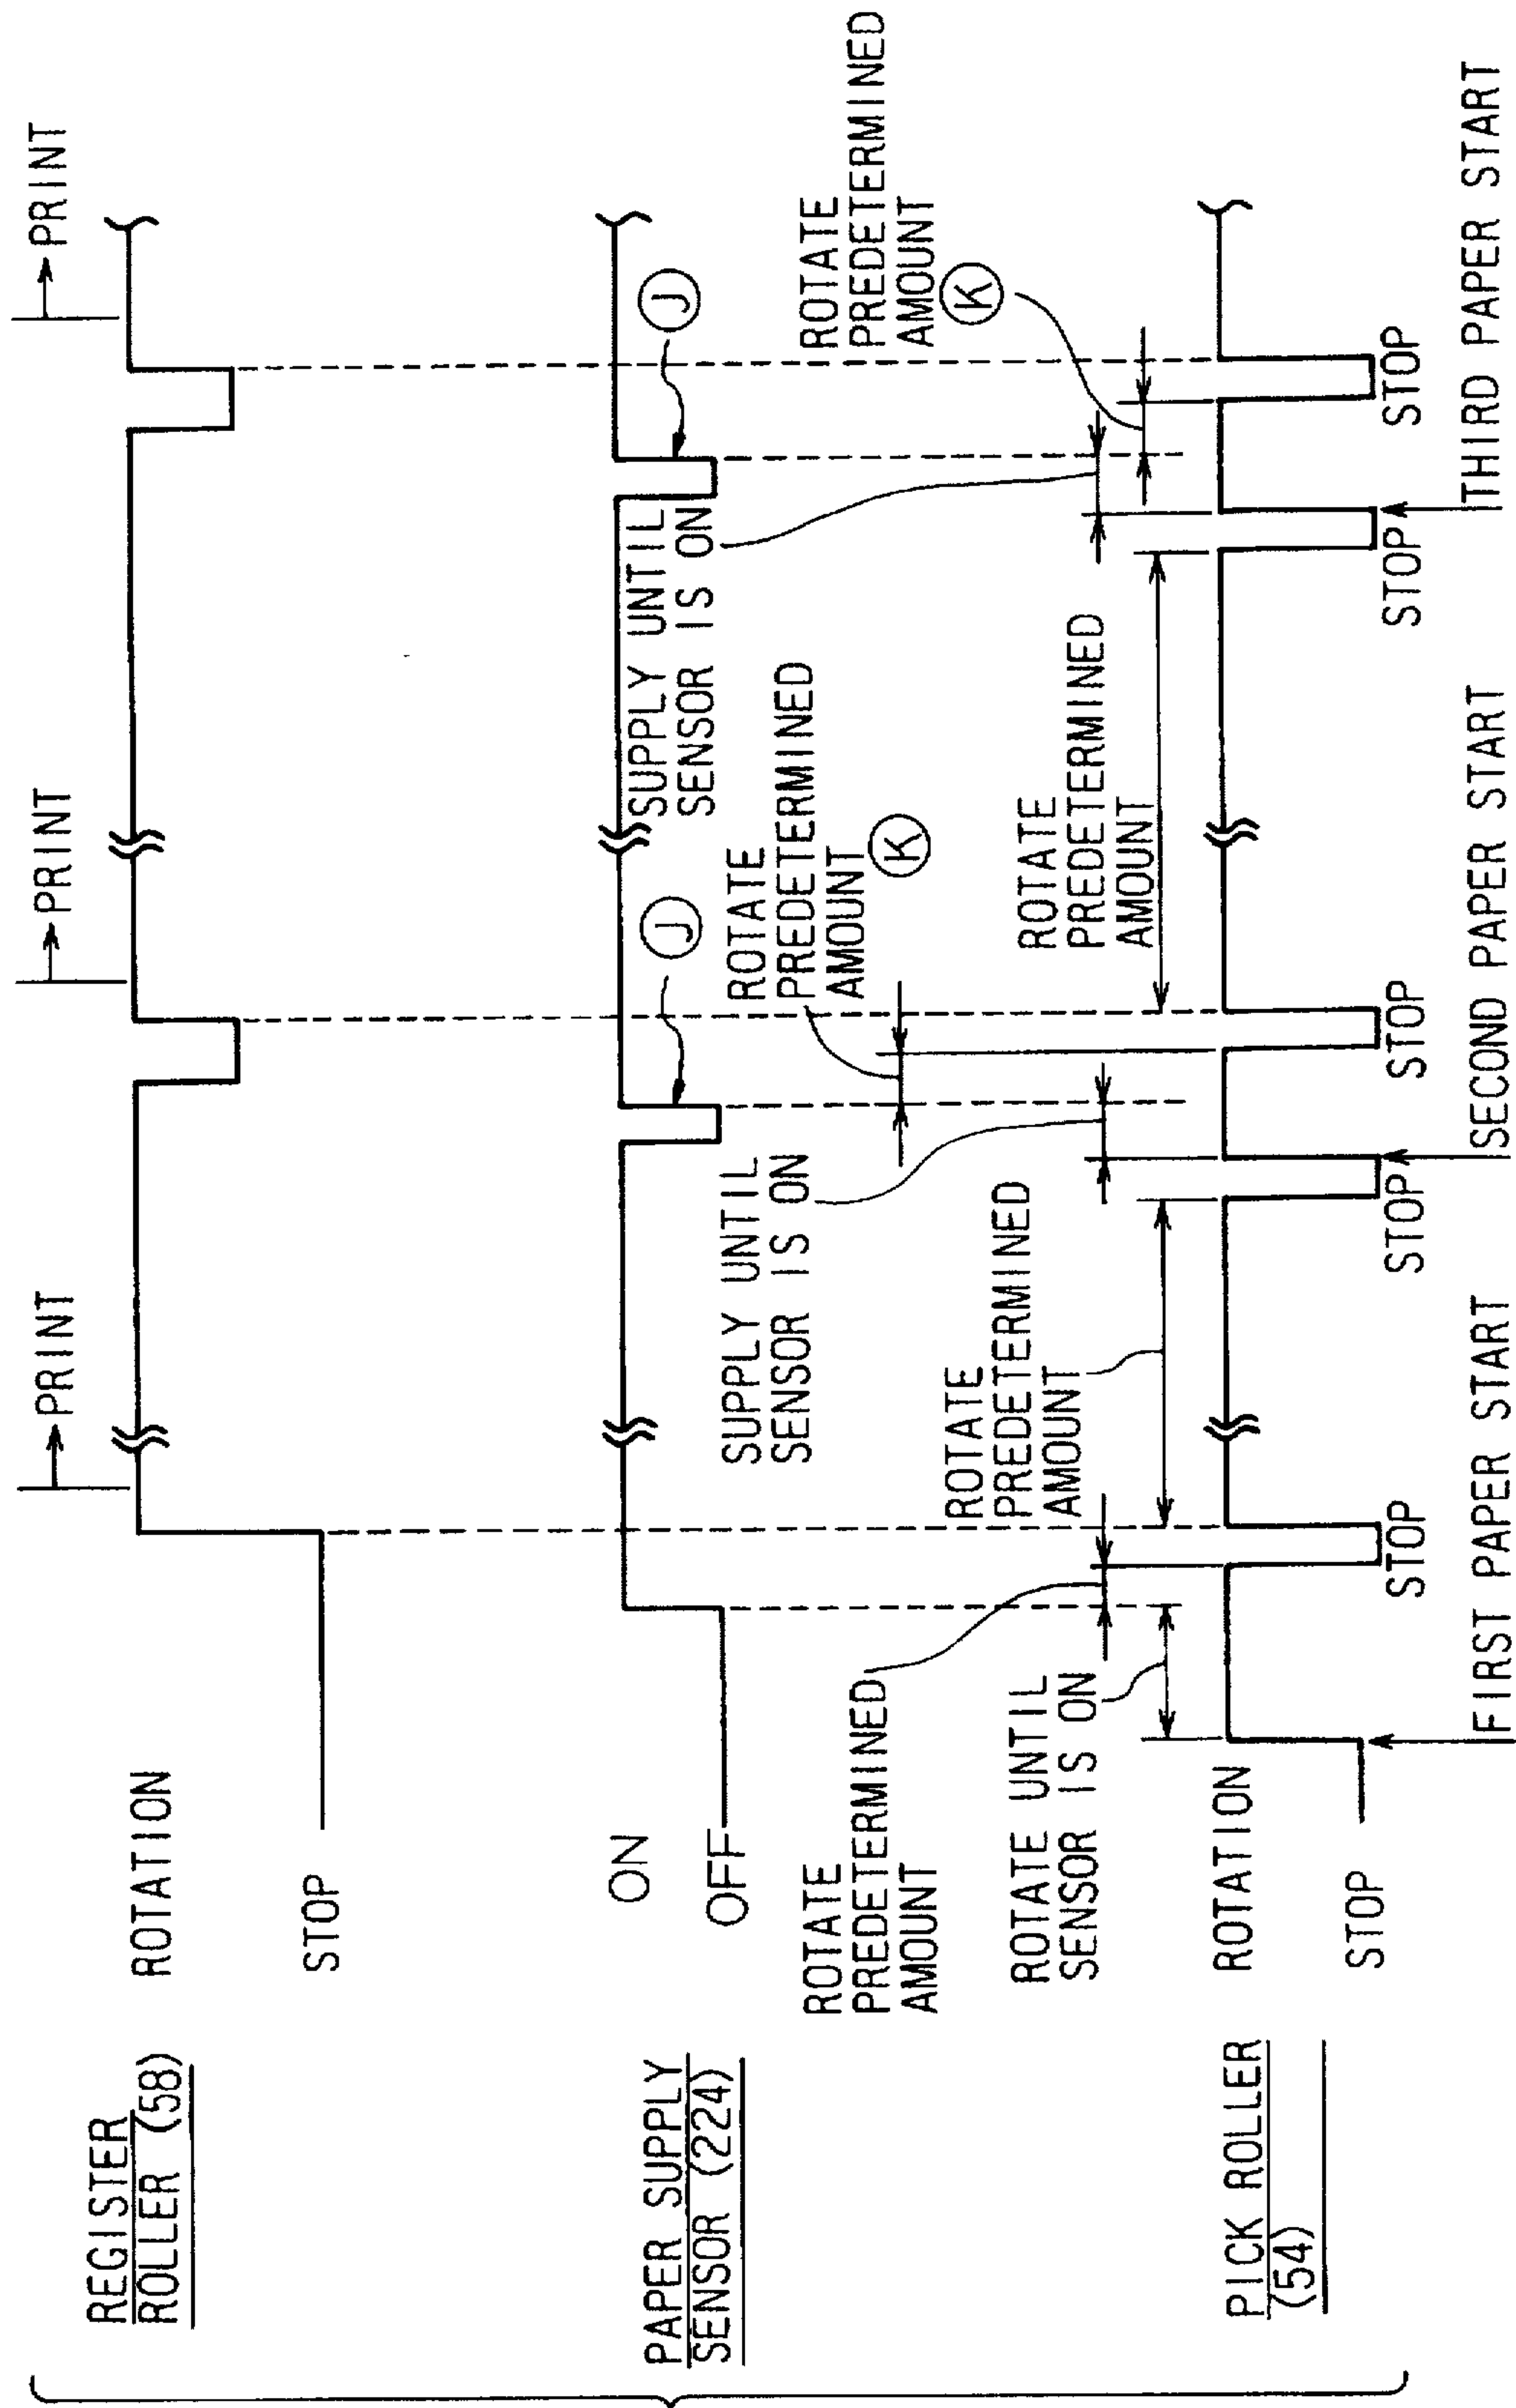 REGISTER
ROLLER (58)
ROTATION
STOP
PRINT
PRINT
PRINT
PAPER SUPPLY
SENSOR (224)
ON
OFF
J
J
SUPPLY UNTIL
SENSOR IS ON
SUPPLY UNTIL
SENSOR IS ON
ROTATE
PREDETERMINED
AMOUNT
K
ROTATE
PREDETERMINED
AMOUNT
K
ROTATE
PREDETERMINED
AMOUNT
ROTATE UNTIL
SENSOR IS ON
ROTATE
PREDETERMINED
AMOUNT
ROTATE
PREDETERMINED
AMOUNT
PICK ROLLER
(54)
ROTATION
STOP
STOP
STOP
STOP
STOP
STOP
FIRST PAPER START
SECOND PAPER START
THIRD PAPER START